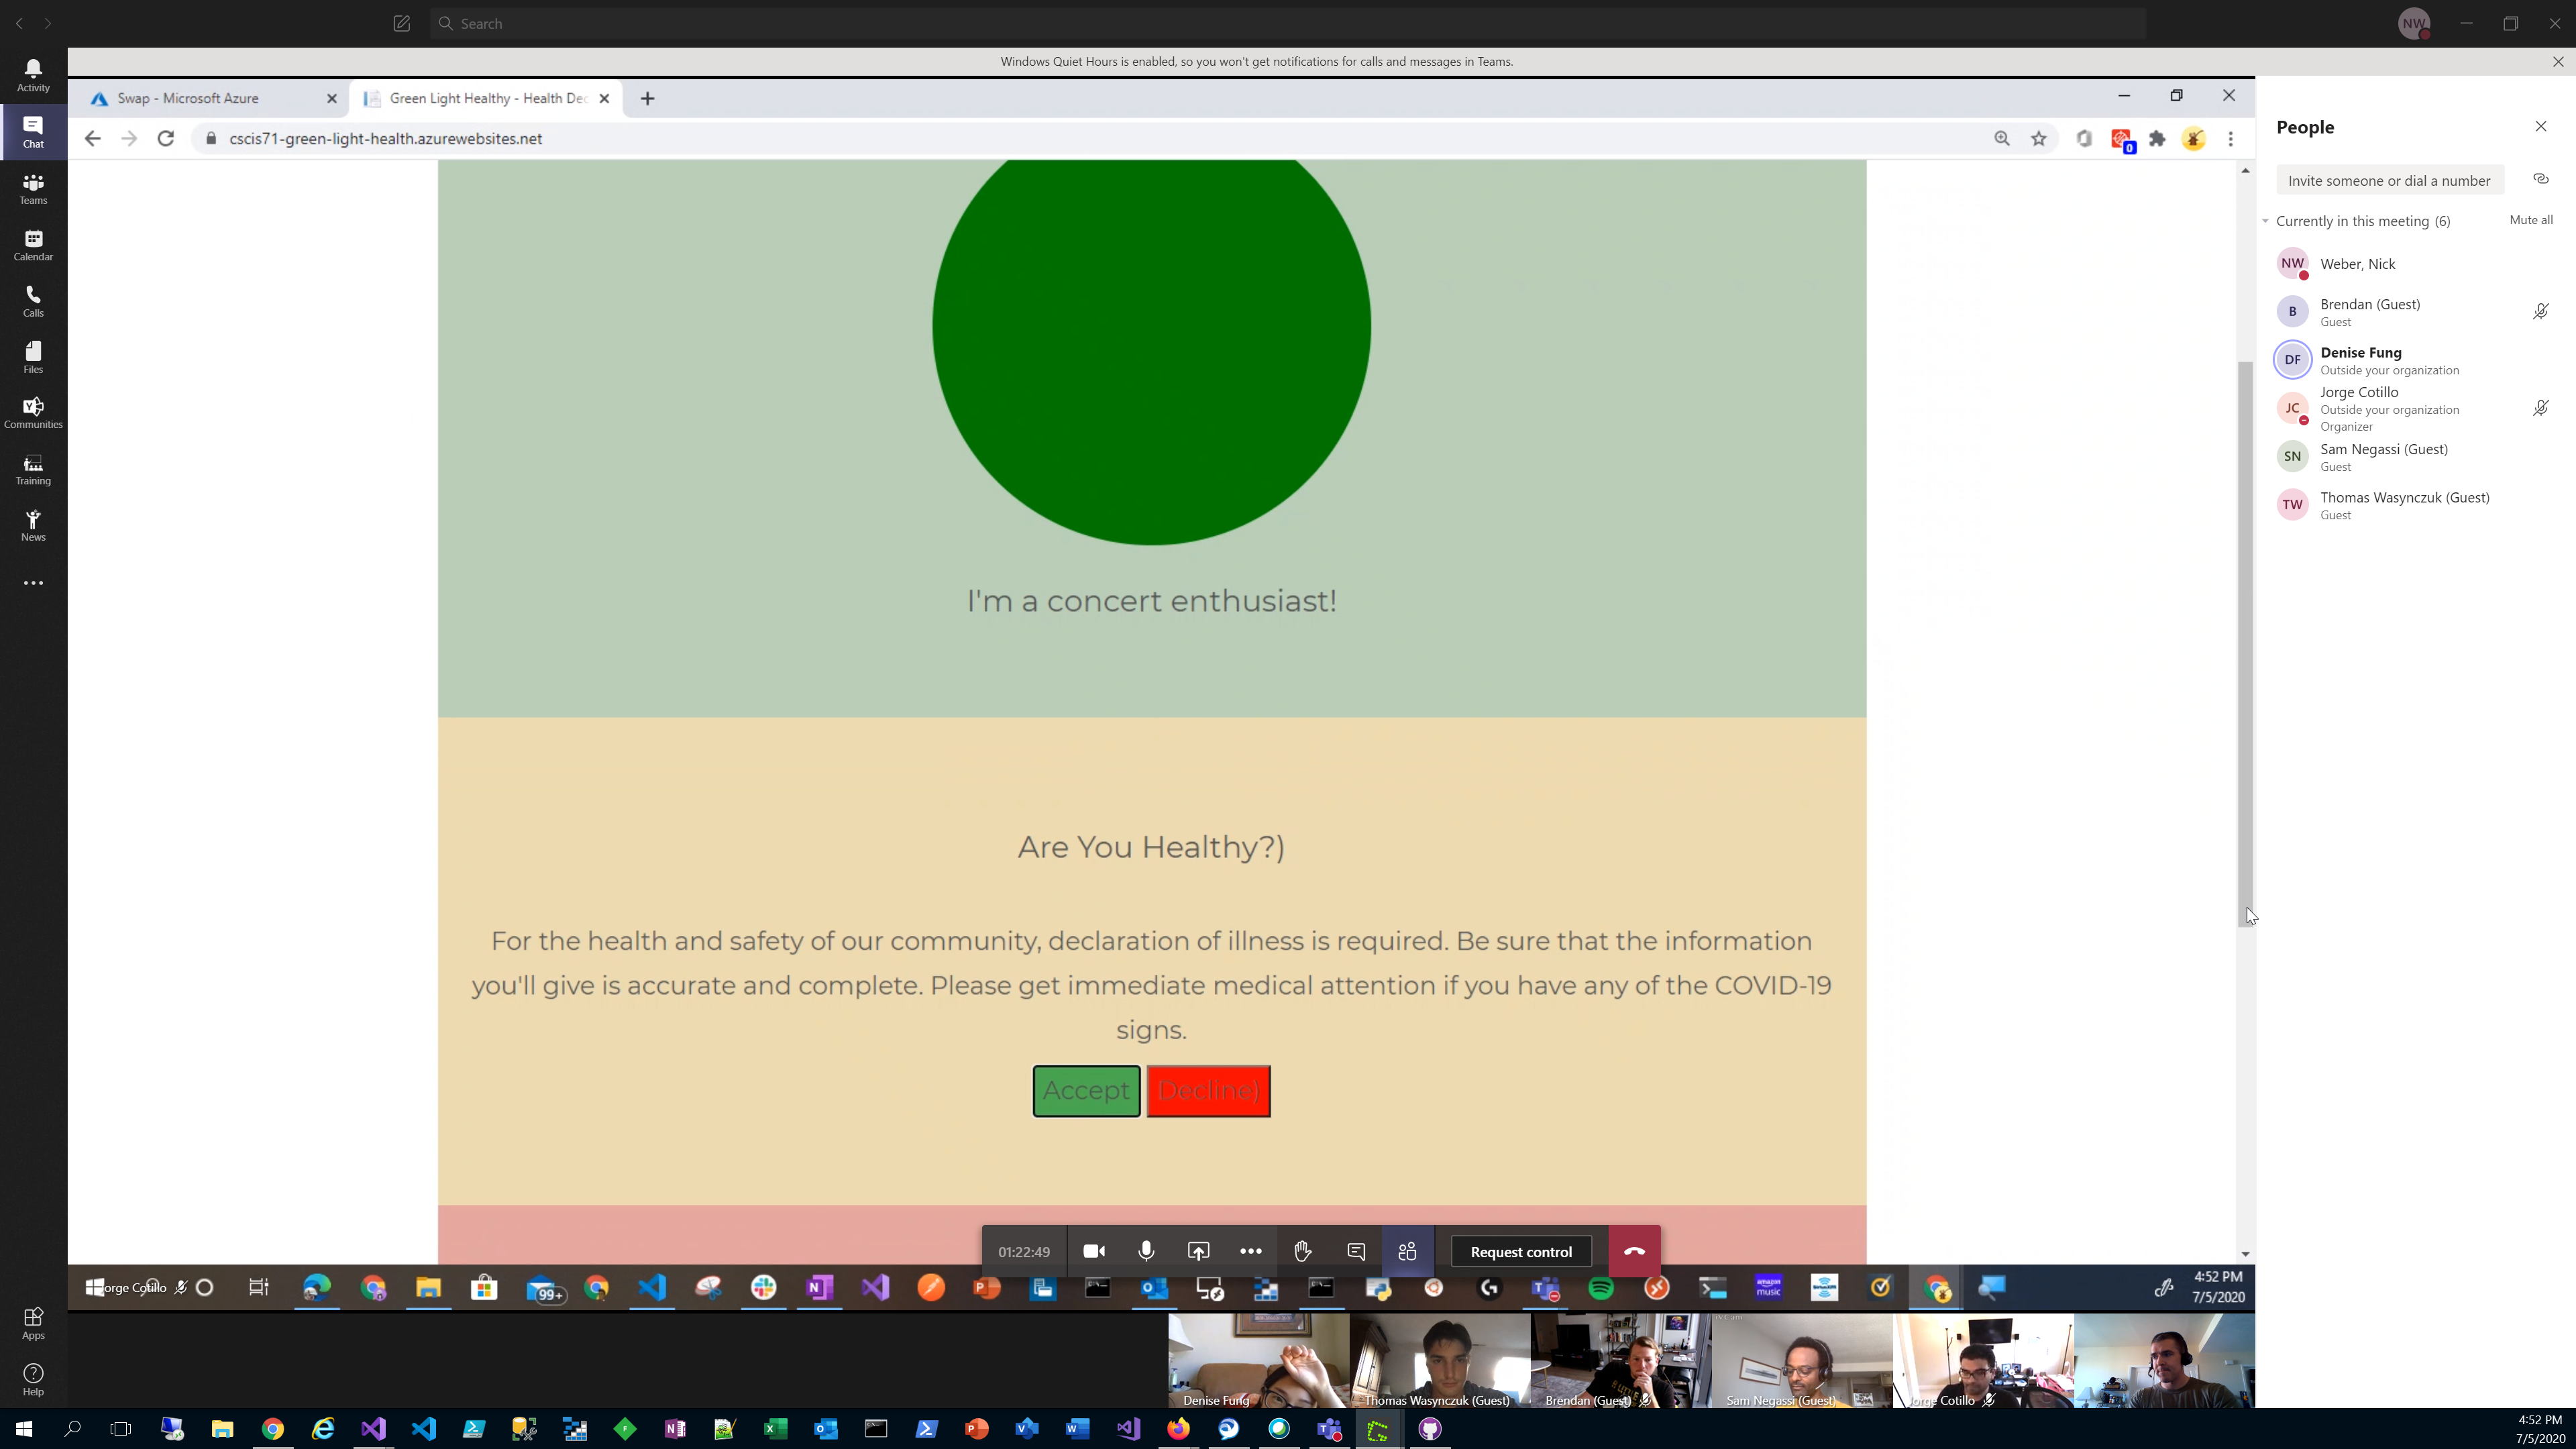 Search
NW
Windows Quiet Hours is enabled, so you won't get notifications for calls and messages in Teams.
Activity
Chat
Teams
Calendar
Calls
Files
Communities
Training
News
Apps
Help
Swap - Microsoft Azure
Green Light Healthy - Health Dec
cscis71-green-light-health.azurewebsites.net
0
I'm a concert enthusiast!
Are You Healthy?)
For the health and safety of our community, declaration of illness is required. Be sure that the information
you'll give is accurate and complete. Please get immediate medical attention if you have any of the COVID-19
signs.
Accept
Decline)
01:22:49
Request control
People
Invite someone or dial a number
Currently in this meeting (6)
Mute all
NW
Weber, Nick
B
Brendan (Guest)
Guest
DF
Denise Fung
Outside your organization
JC
Jorge Cotillo
Outside your organization
Organizer
SN
Sam Negassi (Guest)
Guest
TW
Thomas Wasynczuk (Guest)
Guest
orge Cotillo
99+
amazon
music
4:52 PM
7/5/2020
Denise Fung
Thomas Wasynczuk (Guest)
Brendan (Guest)
Sam Negassi (Guest)
Jorge Cotillo
4:52 PM
7/5/2020